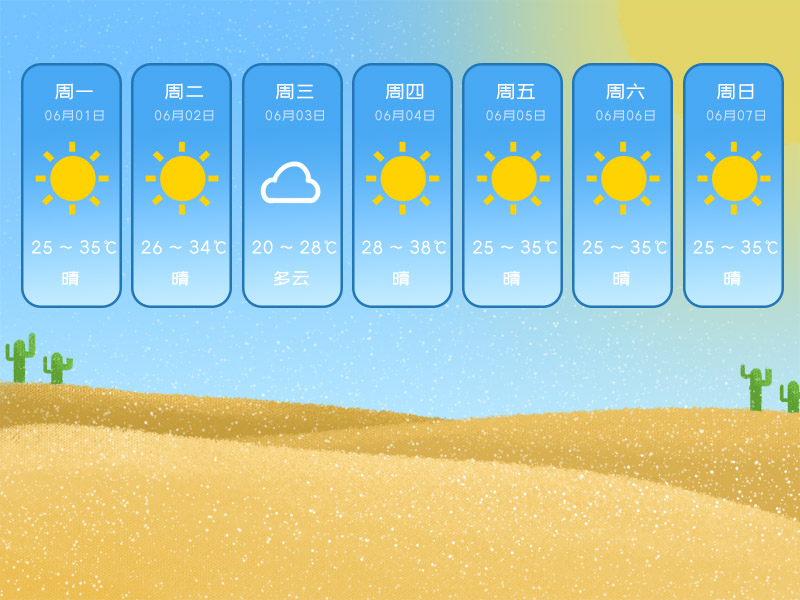 周一
06月01日
25 ~ 35℃
晴
周二
06月02日
26 ~ 34℃
晴
周三
06月03日
20 ~ 28℃
多云
周四
06月04日
28 ~ 38℃
晴
周五
06月05日
25 ~ 35℃
晴
周六
06月06日
25 ~ 35℃
晴
周日
06月07日
25 ~ 35℃
晴